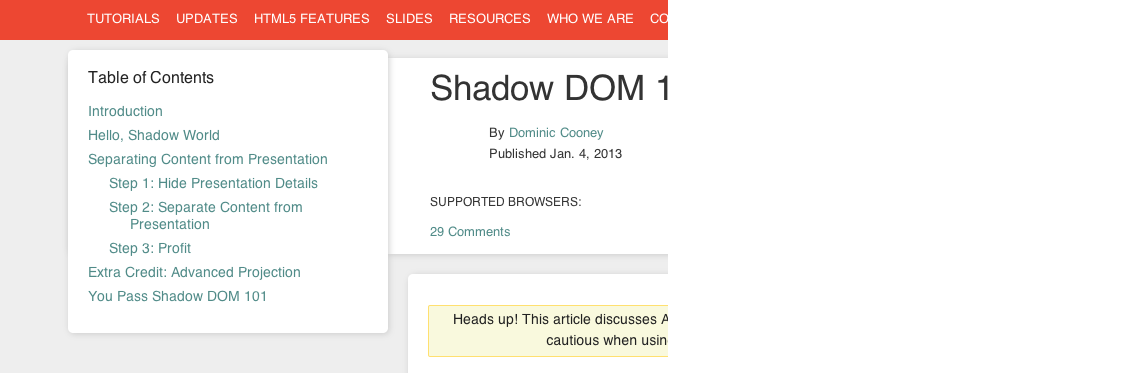 TUTORIALS UPDATES HTML5 FEATURES SLIDES RESOURCES WHO WE ARE CO
Table of Contents
Introduction
Hello, Shadow World
Separating Content from Presentation
Step 1: Hide Presentation Details
Step 2: Separate Content from
Presentation
Step 3: Profit
Extra Credit: Advanced Projection
You Pass Shadow DOM 101
Shadow DOM 1
By Dominic Cooney
Published Jan. 4, 2013
SUPPORTED BROWSERS:
29 Comments
Heads up! This article discusses A
cautious when using